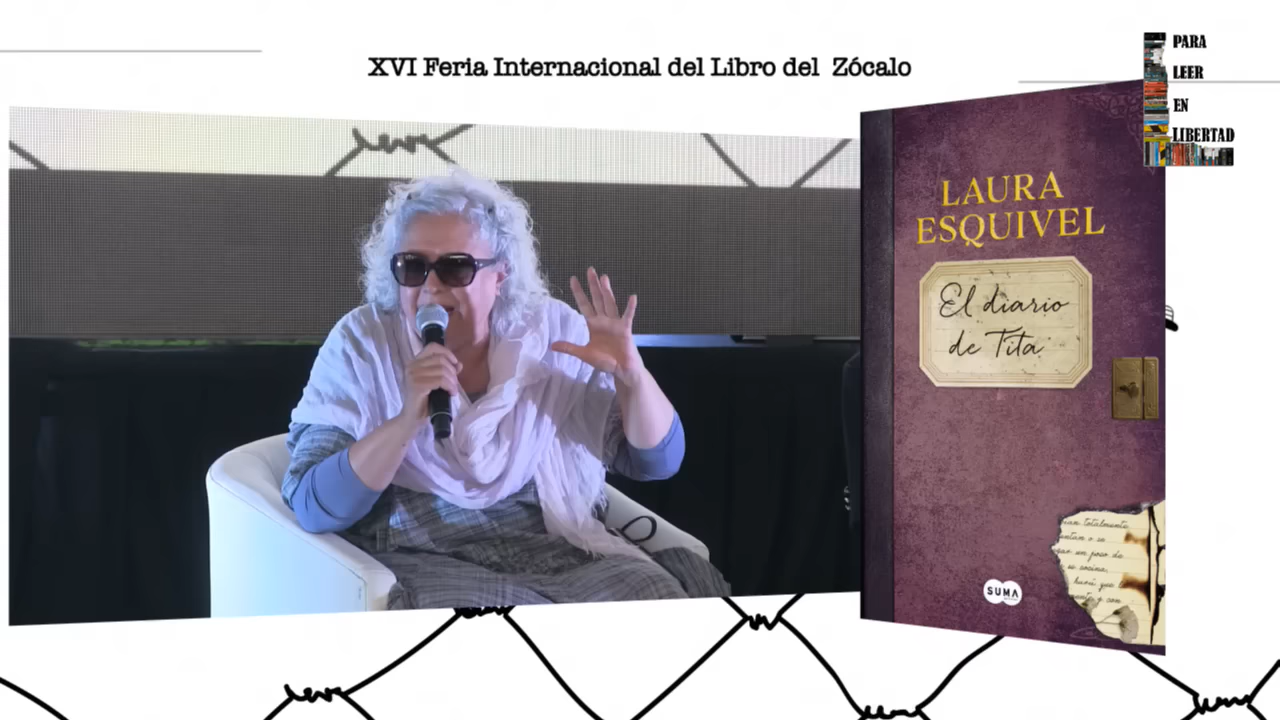 XVI Feria Internacional del Libro del Zócalo
PARA
LEER
EN
LIBERTAD
LAURA
ESQUIVEL
El diario
de Tita
SUMA